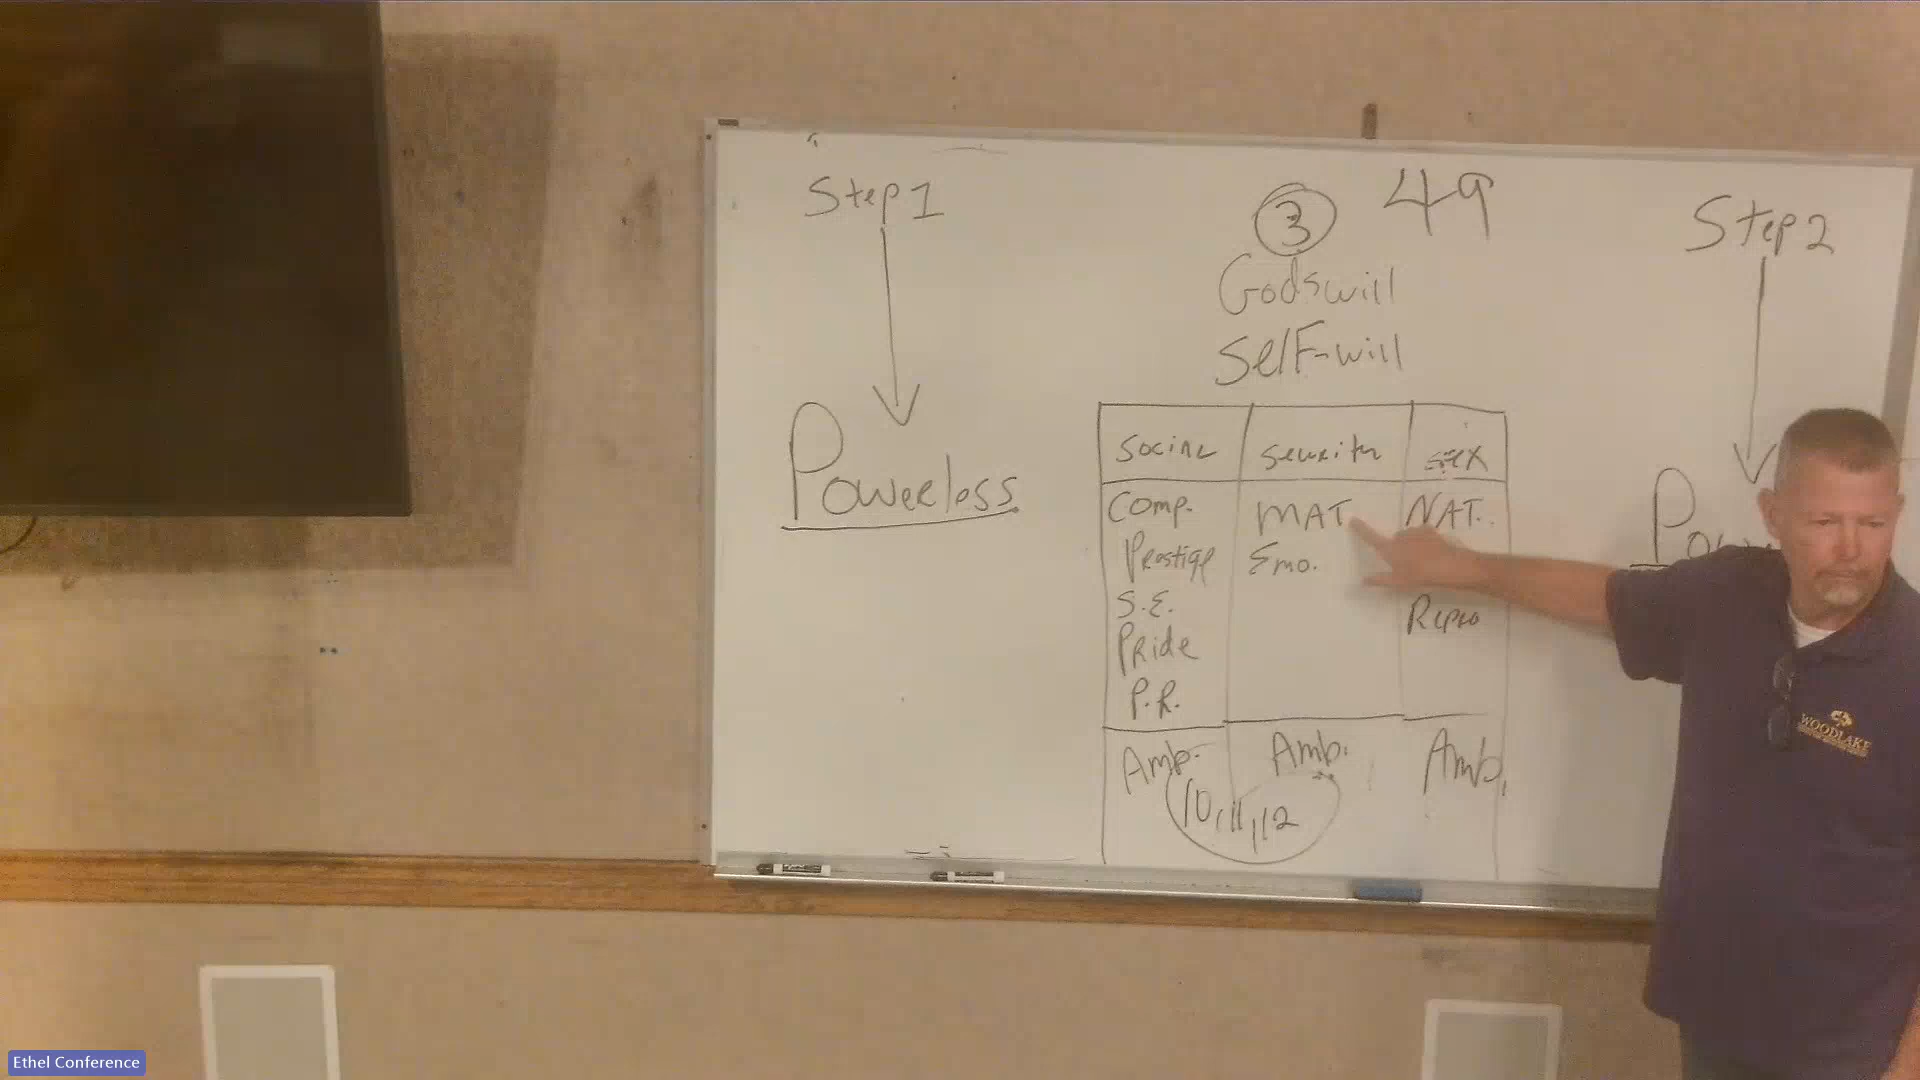 Step 1
③ 49
Step 2
Godswill
Self-will
Powerless
Pow
Social
Security
Sex
Comp.
MAT.
NAT.
Prestige
Emo.
S.E.
Repro
Pride
P.R.
Amb.
Amb.
Amb.
10, 11, 12
WOODLAKE
Ethel Conference